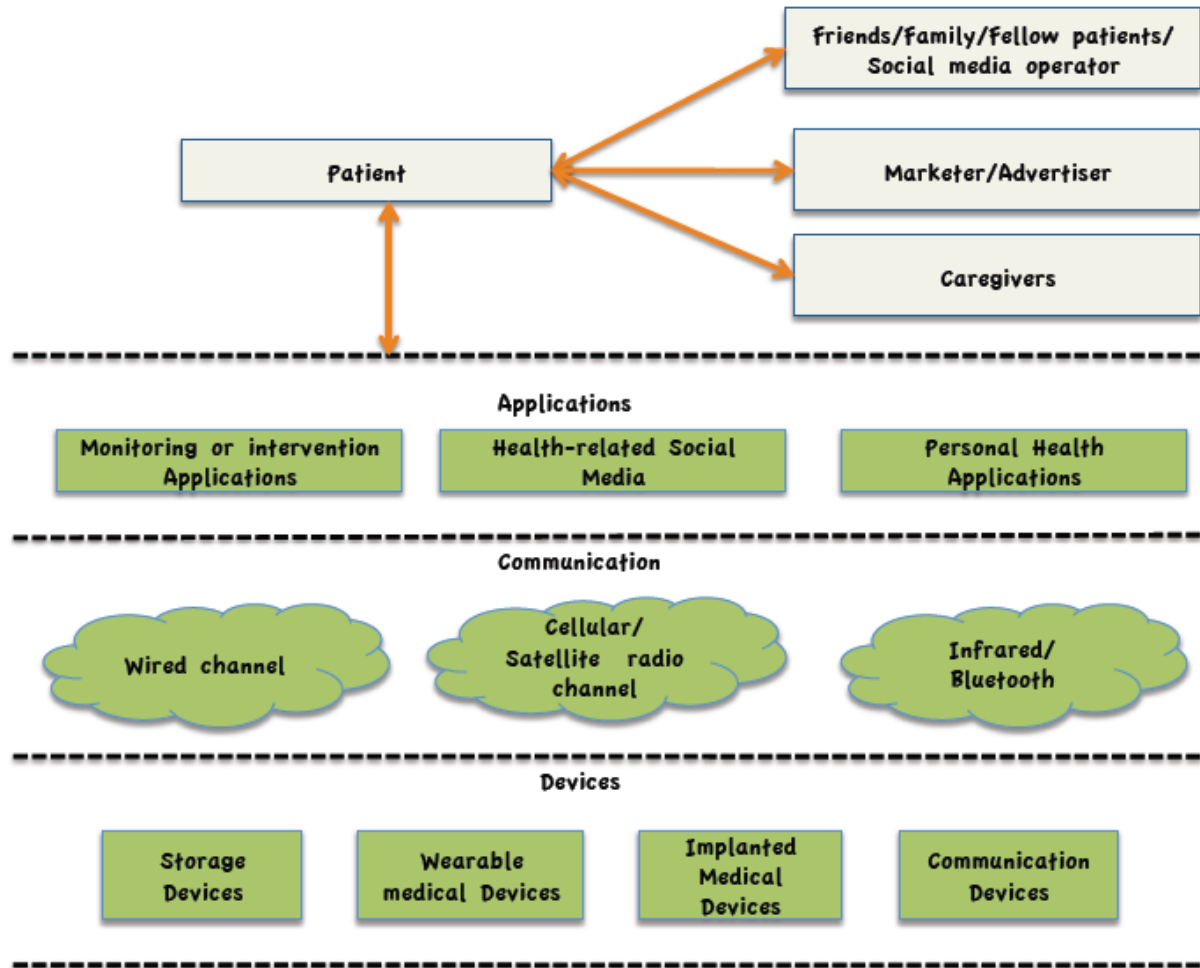 Friends/Family/Fellow patients/
Social media operator
Patient
Marketer/Advertiser
Caregivers
Applications
Monitoring or intervention
Applications
Health-related Social
Media
Personal Health
Applications
Communication
Wired channel
Cellular/
Satellite radio
channel
Infrared/
Bluetooth
Devices
Storage
Devices
Wearable
medical Devices
Implanted
Medical
Devices
Communication
Devices